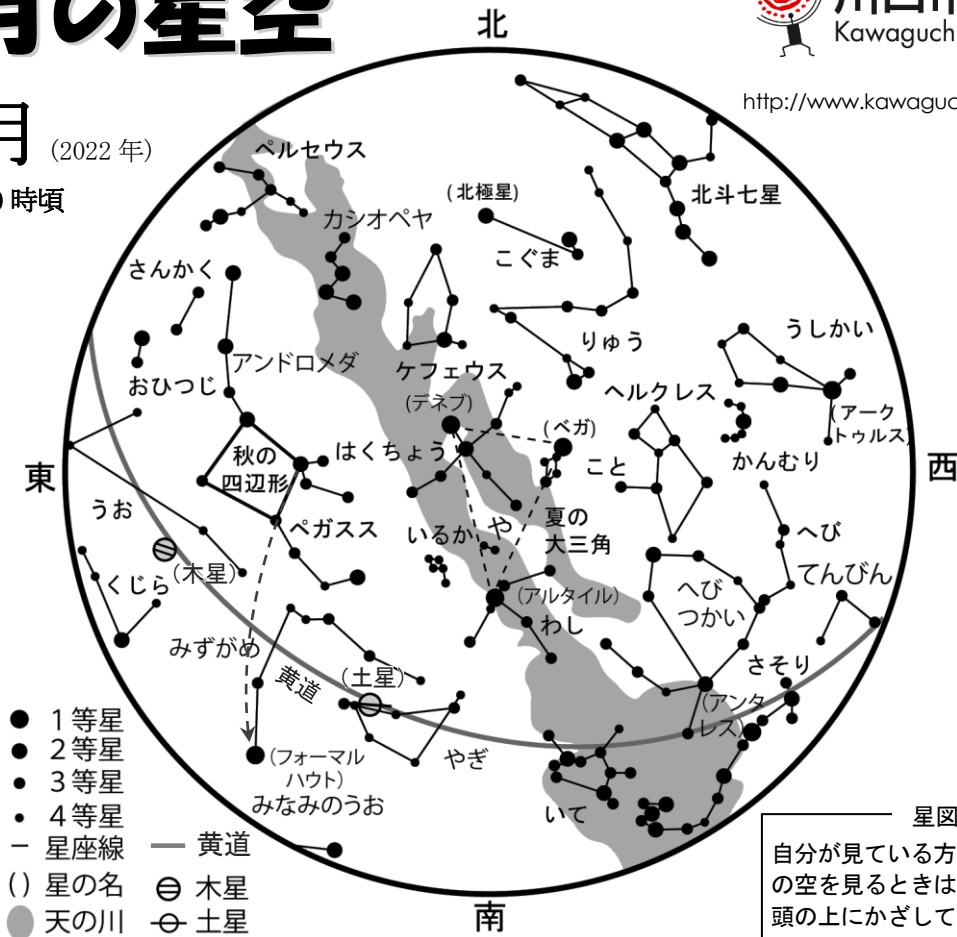 月の星空
川口市
Kawaguch
http://www.kawaguc
月 (2022 年)
時頃
北
東
西
南
ペルセウス
カシオペヤ
(北極星)
こぐま
北斗七星
さんかく
アンドロメダ
おひつじ
ケフェウス
りゅう
うしかい
ヘルクレス
(アーク
トゥルス)
かんむり
(デネブ)
はくちょう
(ベガ)
こと
秋の
四辺形
ペガスス
うお
(木星)
くじら
いるか
や
夏の
大三角
(アルタイル)
わし
へび
へび
つかい
てんびん
みずがめ
黄道
(土星)
さそり
(アンタ
レス)
やぎ
(フォーマル
ハウト)
みなみのうお
いて
1等星
2等星
3等星
4等星
星座線
() 星の名
天の川
黄道
木星
土星
星図
自分が見ている方
の空を見るときは
頭の上にかざして